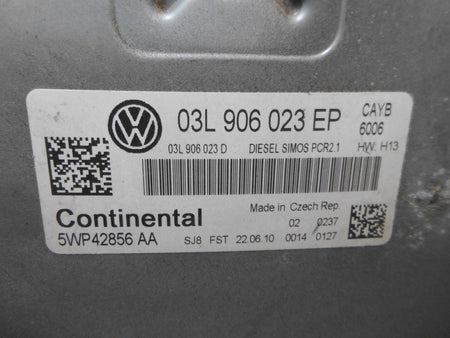 03L 906 023 EP CAYB
6006
03L 906 023 D DIESEL SIMOS PCR2.1 HW: H13
Made in Czech Rep.
Continental 02 0237
5WP42856 AA SJ8 FST 22.06.10 0014 0127